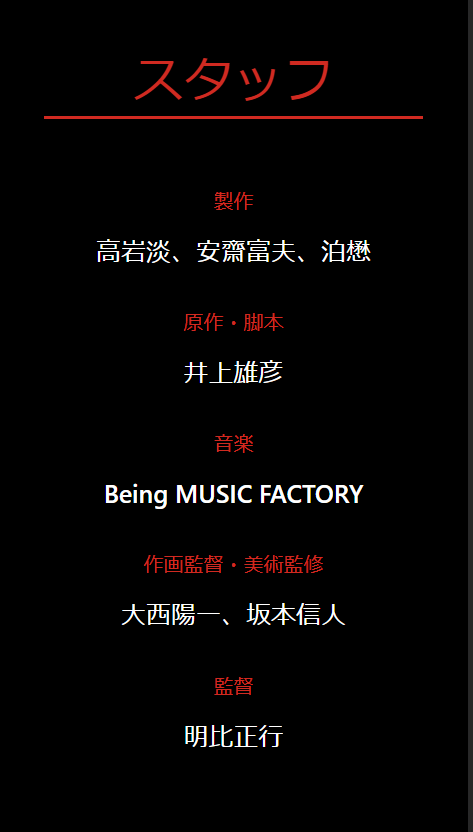 スタッフ
製作
高岩淡、安齋富夫、泊懋
原作・脚本
井上雄彦
音楽
Being MUSIC FACTORY
作画監督・美術監修
大西陽一、坂本信人
監督
明比正行